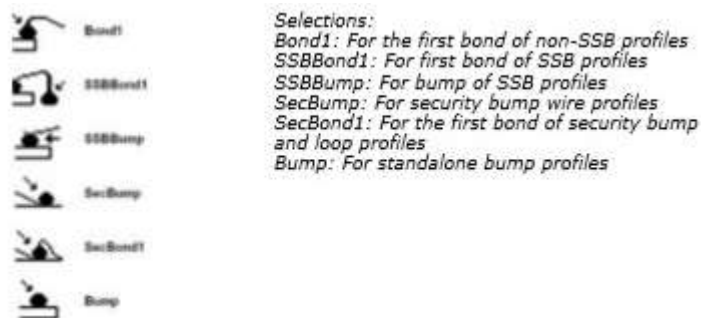 Bond1
SSBBond1
SSBBump
SecBump
SecBond1
Bump
Selections:
Bond1: For the first bond of non-SSB profiles
SSBBond1: For first bond of SSB profiles
SSBBump: For bump of SSB profiles
SecBump: For security bump wire profiles
SecBond1: For the first bond of security bump
and loop profiles
Bump: For standalone bump profiles